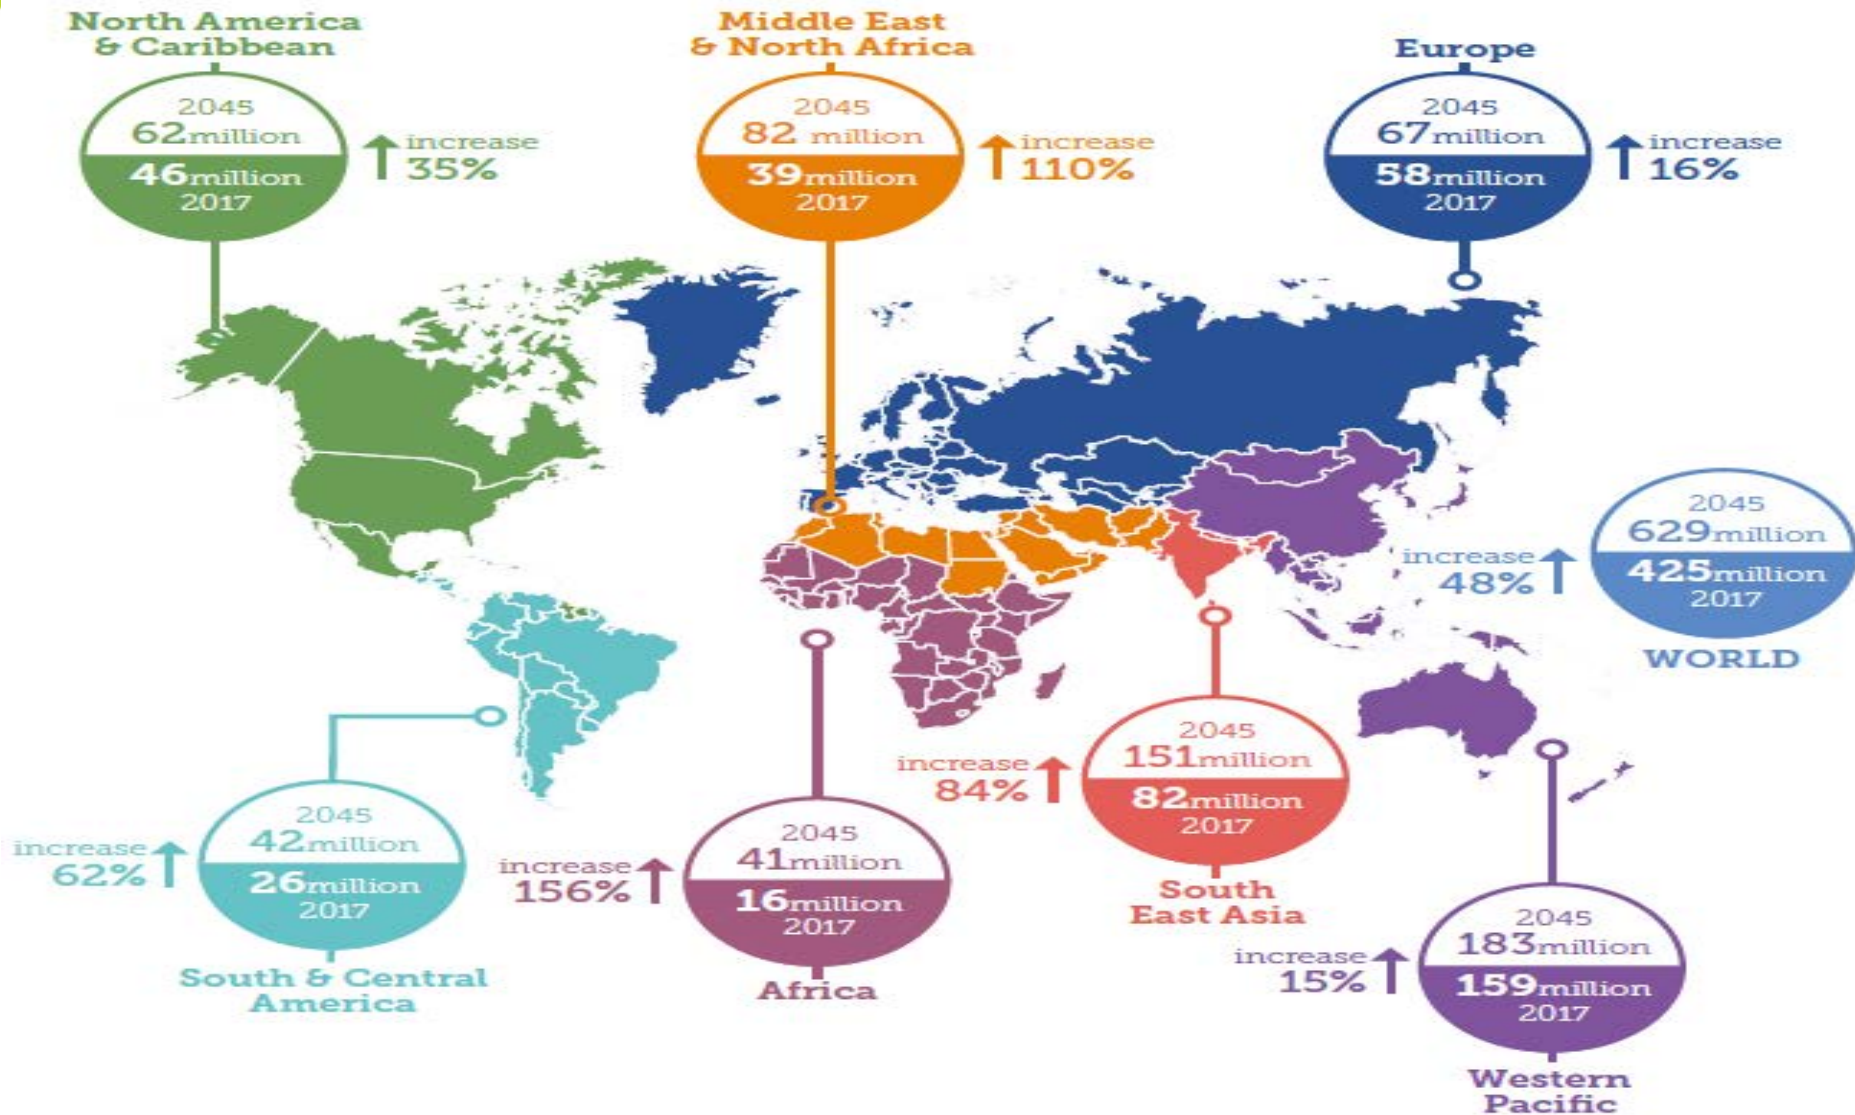 North America
& Caribbean
2045
62million
46million
2017
increase
35%
Middle East
& North Africa
2045
82 million
39million
2017
increase
110%
Europe
2045
67million
58million
2017
increase
16%
2045
629million
425million
2017
increase
48%
WORLD
2045
151million
82million
2017
increase
84%
South
East Asia
2045
42million
26million
2017
increase
62%
South & Central
America
2045
41million
16million
2017
increase
156%
Africa
2045
183million
159million
2017
increase
15%
Western
Pacific